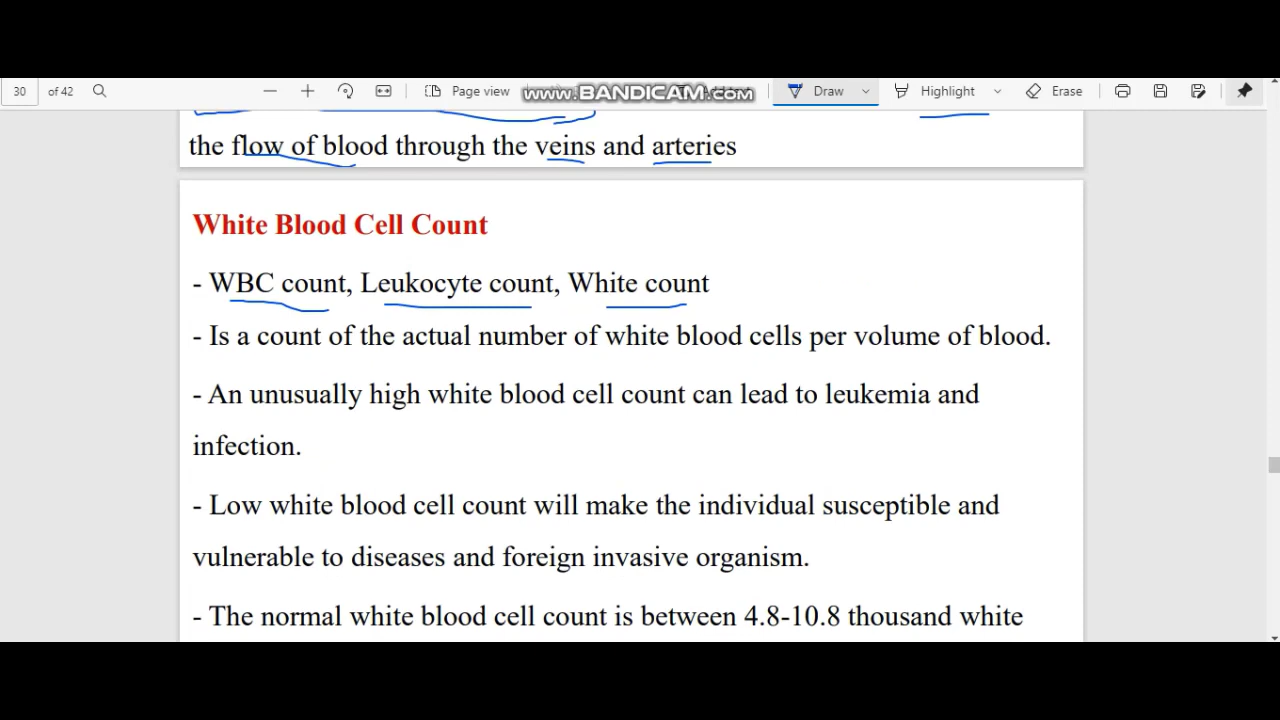 30 of 42 Page view www.BANDICAM.com Draw Highlight Erase
the flow of blood through the veins and arteries
White Blood Cell Count
- WBC count, Leukocyte count, White count
- Is a count of the actual number of white blood cells per volume of blood.
- An unusually high white blood cell count can lead to leukemia and
infection.
- Low white blood cell count will make the individual susceptible and
vulnerable to diseases and foreign invasive organism.
- The normal white blood cell count is between 4.8-10.8 thousand white